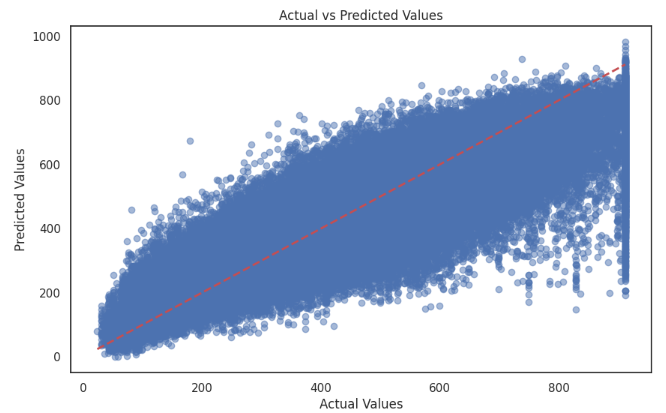 Actual vs Predicted Values
1000
800
600
400
200
0
Predicted Values
0 200 400 600 800
Actual Values